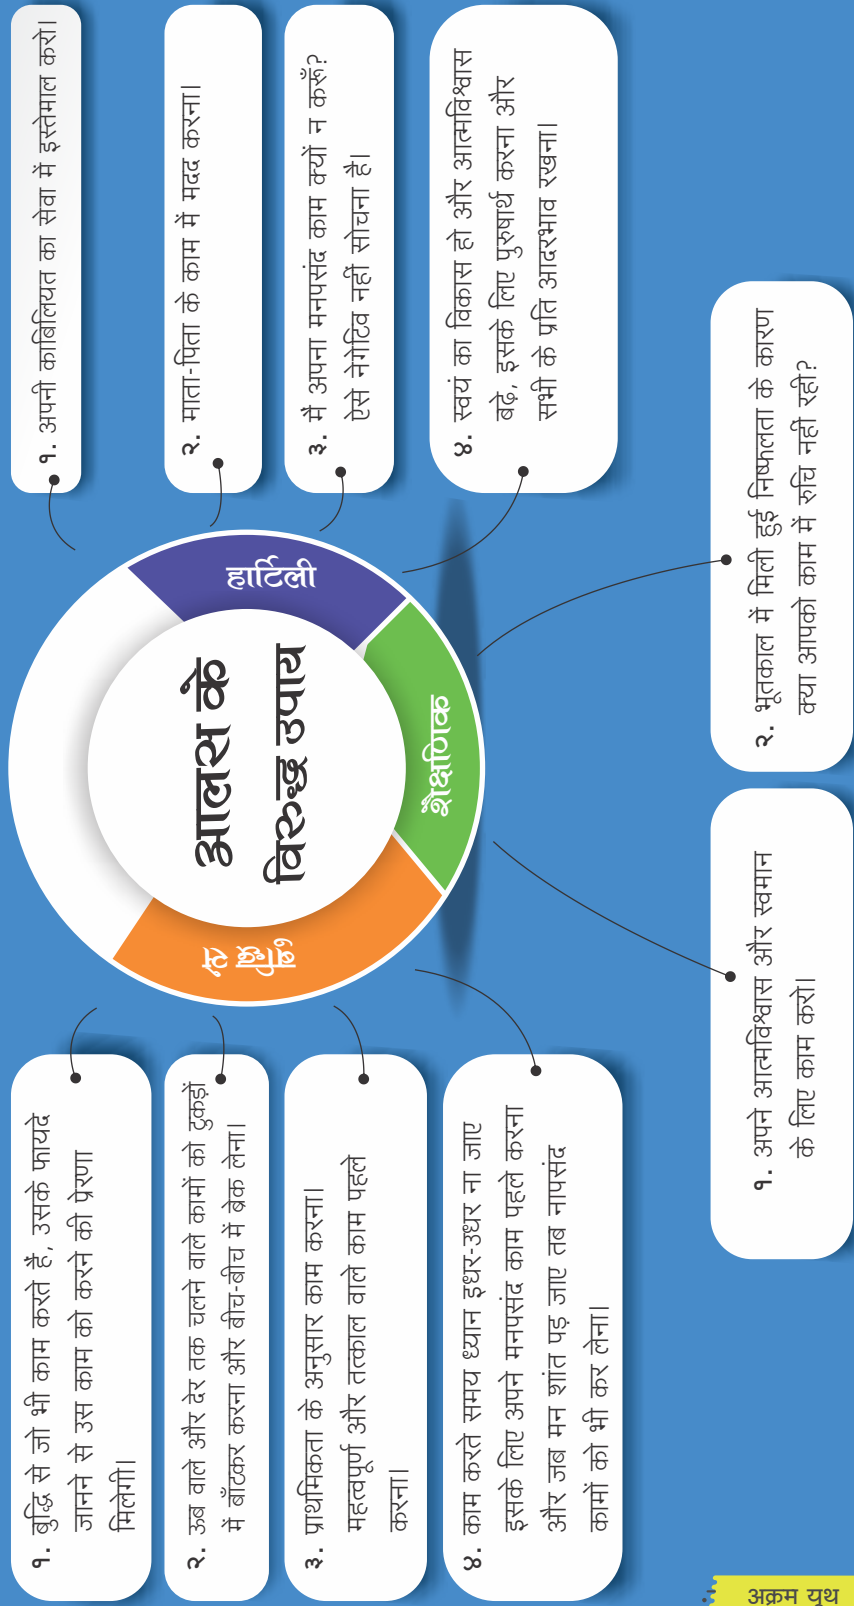 आलस के
विरुद्ध उपाय
बुद्धि से
१. बुद्धि से जो भी काम करते हैं, उसके फायदे
जानने से उस काम को करने की प्रेरणा
मिलेगी।
२. ऊब वाले और देर तक चलने वाले कामों को टुकड़ों
में बाँटकर करना और बीच-बीच में ब्रेक लेना।
३. प्राथमिकता के अनुसार काम करना।
महत्वपूर्ण और तत्काल वाले काम पहले
करना।
४. काम करते समय ध्यान इधर-उधर ना जाए
इसके लिए अपने मनपसंद काम पहले करना
और जब मन शांत पड़ जाए तब नापसंद
कामों को भी कर लेना।
शैक्षणिक
१. अपने आत्मविश्वास और स्वमान
के लिए काम करो।
२. भूतकाल में मिली हुई निष्फलता के कारण
क्या आपको काम में रुचि नहीं रही?
हार्टिली
१. अपनी काबिलियत का सेवा में इस्तेमाल करो।
२. माता-पिता के काम में मदद करना।
३. मैं अपना मनपसंद काम क्यों न करूँ?
ऐसे नेगेटिव नहीं सोचना है।
४. स्वयं का विकास हो और आत्मविश्वास
बढ़े, इसके लिए पुरुषार्थ करना और
सभी के प्रति आदरभाव रखना।
अक्रम यूथ